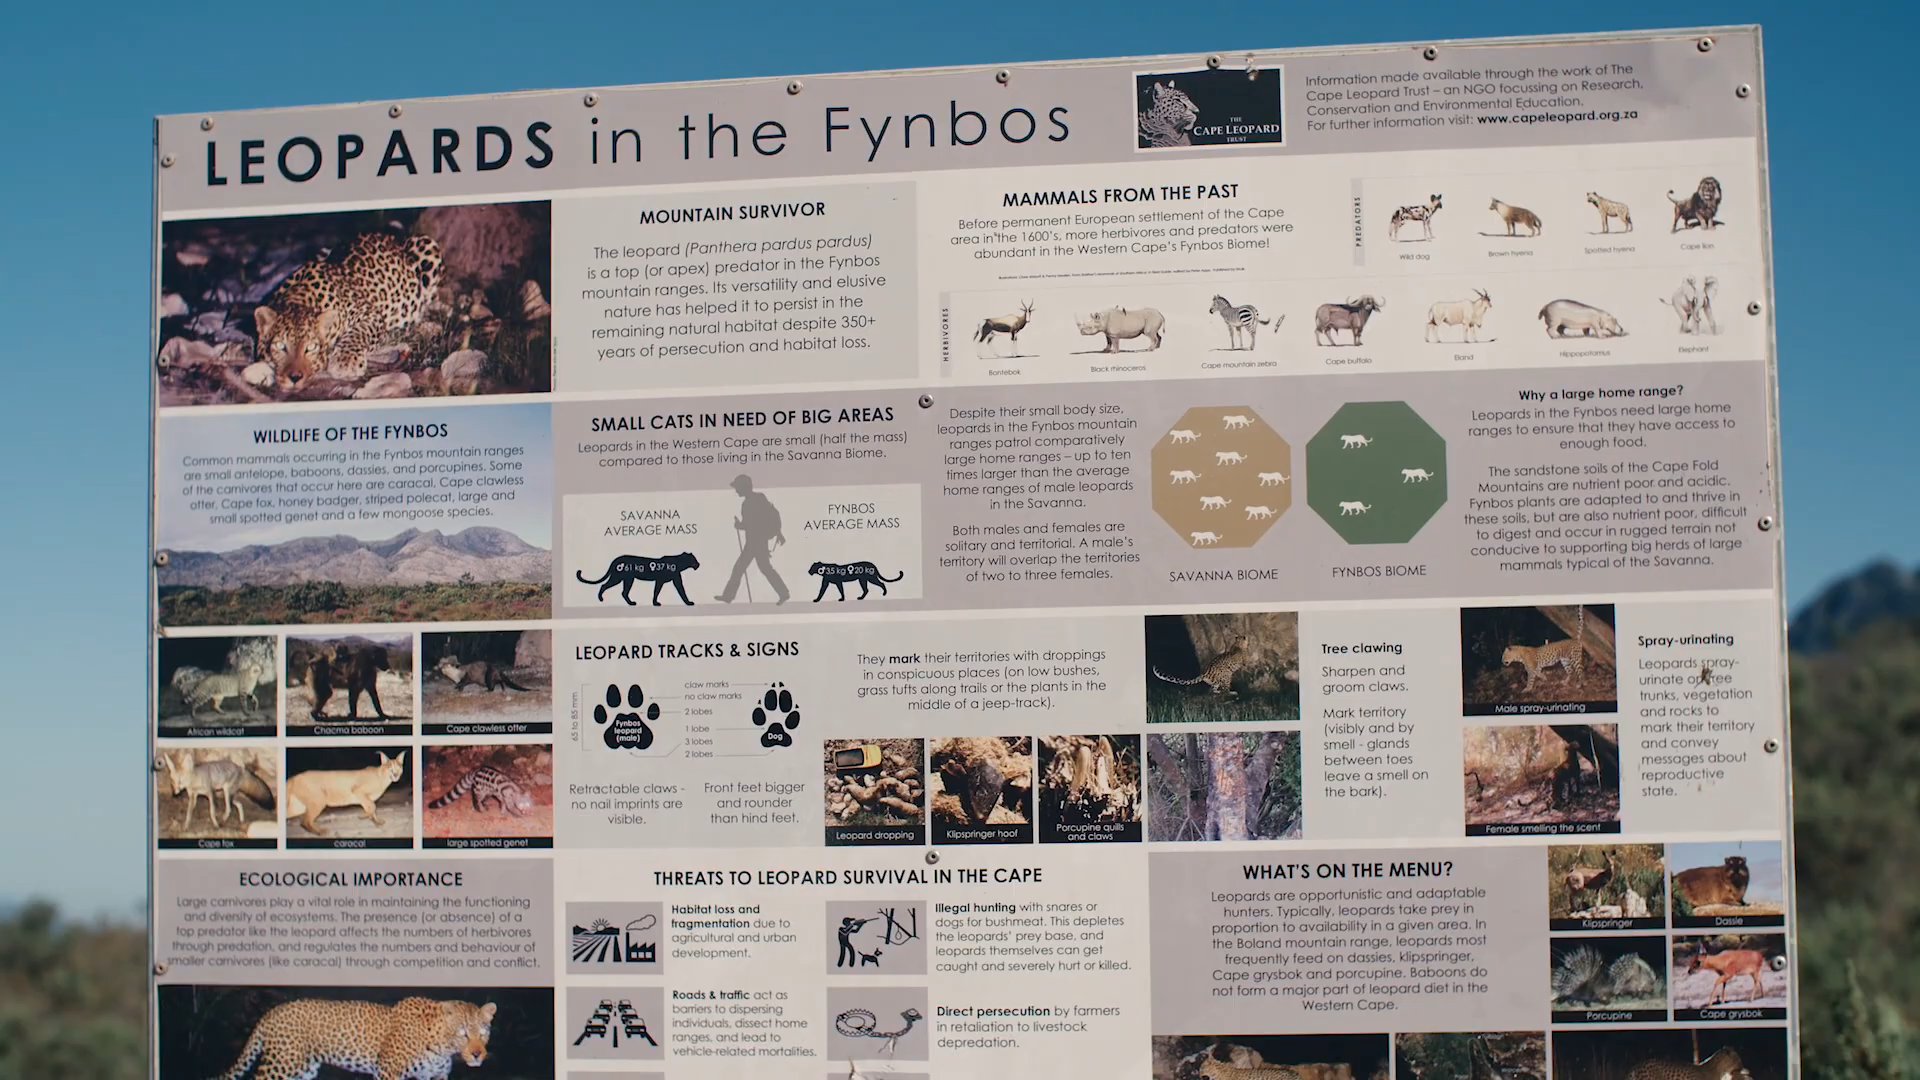 LEOPARDS in the Fynbos
THE
CAPE LEOPARD
TRUST
Information made available through the work of The
Cape Leopard Trust – an NGO focussing on Research,
Conservation and Environmental Education.
For further information visit: www.capeleopard.org.za
MOUNTAIN SURVIVOR
The leopard (Panthera pardus pardus)
is a top (or apex) predator in the Fynbos
mountain ranges. Its versatility and elusive
nature has helped it to persist in the
remaining natural habitat despite 350+
years of persecution and habitat loss.
MAMMALS FROM THE PAST
Before permanent European settlement of the Cape
area in the 1600's, more herbivores and predators were
abundant in the Western Cape's Fynbos Biome!
PREDATORS
Wild dog
Brown hyena
Spotted hyena
Cape lion
HERBIVORES
Bontebok
Black rhinoceros
Cape mountain zebra
Cape buffalo
Eland
Hippopotamus
Elephant
WILDLIFE OF THE FYNBOS
Common mammals occurring in the Fynbos mountain ranges
are small antelope, baboons, dassies, and porcupines. Some
of the carnivores that occur here are caracal, Cape clawless
otter, Cape fox, honey badger, striped polecat, large and
small spotted genet and a few mongoose species.
SMALL CATS IN NEED OF BIG AREAS
Leopards in the Western Cape are small (half the mass)
compared to those living in the Savanna Biome.
SAVANNA
AVERAGE MASS
♂61 kg ♀37 kg
FYNBOS
AVERAGE MASS
♂35 kg ♀20 kg
Despite their small body size,
leopards in the Fynbos mountain
ranges patrol comparatively
large home ranges – up to ten
times larger than the average
home ranges of male leopards
in the Savanna.
Both males and females are
solitary and territorial. A male's
territory will overlap the territories
of two to three females.
SAVANNA BIOME
FYNBOS BIOME
Why a large home range?
Leopards in the Fynbos need large home
ranges to ensure that they have access to
enough food.
The sandstone soils of the Cape Fold
Mountains are nutrient poor and acidic.
Fynbos plants are adapted to and thrive in
these soils, but are also nutrient poor, difficult
to digest and occur in rugged terrain not
conducive to supporting big herds of large
mammals typical of the Savanna.
African wildcat
Chacma baboon
Cape clawless otter
Cape fox
caracal
large spotted genet
LEOPARD TRACKS & SIGNS
65 to 85 mm
Fynbos
leopard
(male)
claw marks
no claw marks
2 lobes
1 lobe
3 lobes
2 lobes
Dog
Retractable claws -
no nail imprints are
visible.
Front feet bigger
and rounder
than hind feet.
They mark their territories with droppings
in conspicuous places (on low bushes,
grass tufts along trails or the plants in the
middle of a jeep-track).
Leopard dropping
Klipspringer hoof
Porcupine quills
and claws
Tree clawing
Sharpen and
groom claws.
Mark territory
(visibly and by
smell - glands
between toes
leave a smell on
the bark).
Male spray-urinating
Female smelling the scent
Spray-urinating
Leopards spray-
urinate on tree
trunks, vegetation
and rocks to
mark their territory
and convey
messages about
reproductive
state.
ECOLOGICAL IMPORTANCE
Large carnivores play a vital role in maintaining the functioning
and diversity of ecosystems. The presence (or absence) of a
top predator like the leopard affects the numbers of herbivores
through predation, and regulates the numbers and behaviour of
smaller carnivores (like caracal) through competition and conflict.
THREATS TO LEOPARD SURVIVAL IN THE CAPE
Habitat loss and
fragmentation due to
agricultural and urban
development.
Illegal hunting with snares or
dogs for bushmeat. This depletes
the leopards' prey base, and
leopards themselves can get
caught and severely hurt or killed.
Roads & traffic act as
barriers to dispersing
individuals, dissect home
ranges, and lead to
vehicle-related mortalities.
Direct persecution by farmers
in retaliation to livestock
depredation.
WHAT'S ON THE MENU?
Leopards are opportunistic and adaptable
hunters. Typically, leopards take prey in
proportion to availability in a given area. In
the Boland mountain range, leopards most
frequently feed on dassies, klipspringer,
Cape grysbok and porcupine. Baboons do
not form a major part of leopard diet in the
Western Cape.
Klipspringer
Dassie
Porcupine
Cape grysbok